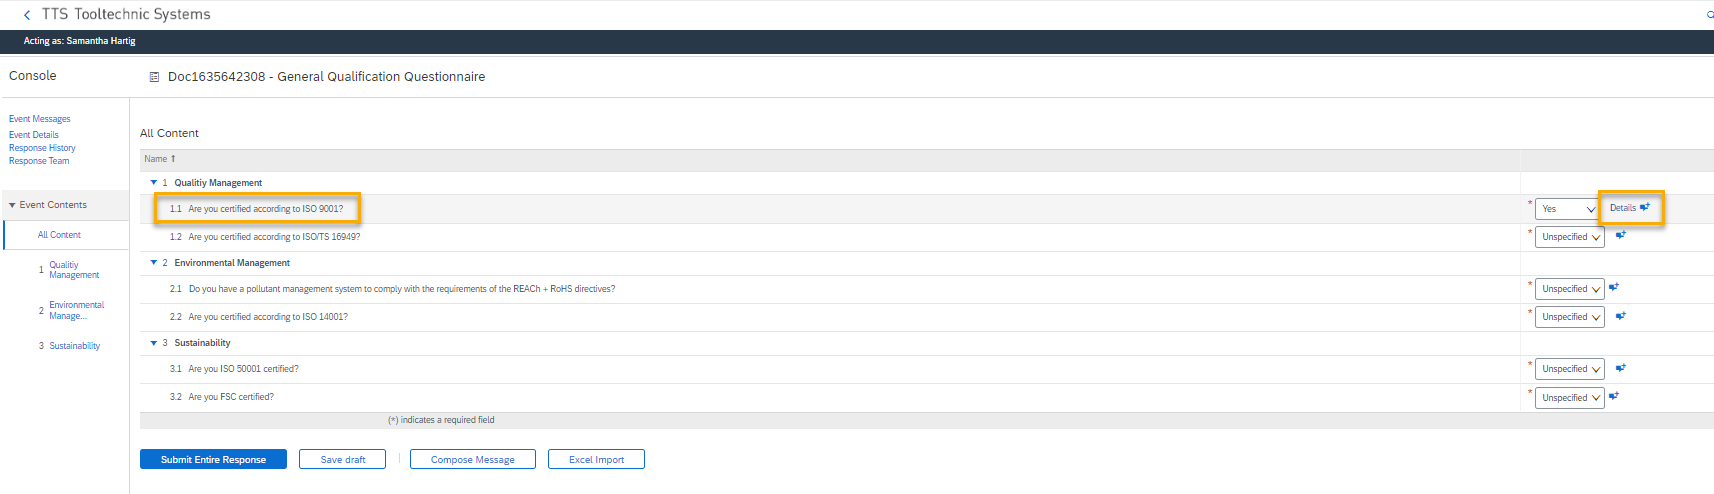 TTS Tooltechnic Systems
Acting as: Samantha Hartig
Console
Doc1635642308 - General Qualification Questionnaire
Event Messages
Event Details
Response History
Response Team
All Content
Name ↑
Event Contents
All Content
1 Qualitiy Management
2 Environmental Manage...
3 Sustainability
1 Qualitiy Management
1.1 Are you certified according to ISO 9001? * Yes Details
1.2 Are you certified according to ISO/TS 16949? * Unspecified
2 Environmental Management
2.1 Do you have a pollutant management system to comply with the requirements of the REACh + RoHS directives? * Unspecified
2.2 Are you certified according to ISO 14001? * Unspecified
3 Sustainability
3.1 Are you ISO 50001 certified? * Unspecified
3.2 Are you FSC certified? * Unspecified
(*) indicates a required field
Submit Entire Response Save draft | Compose Message Excel Import